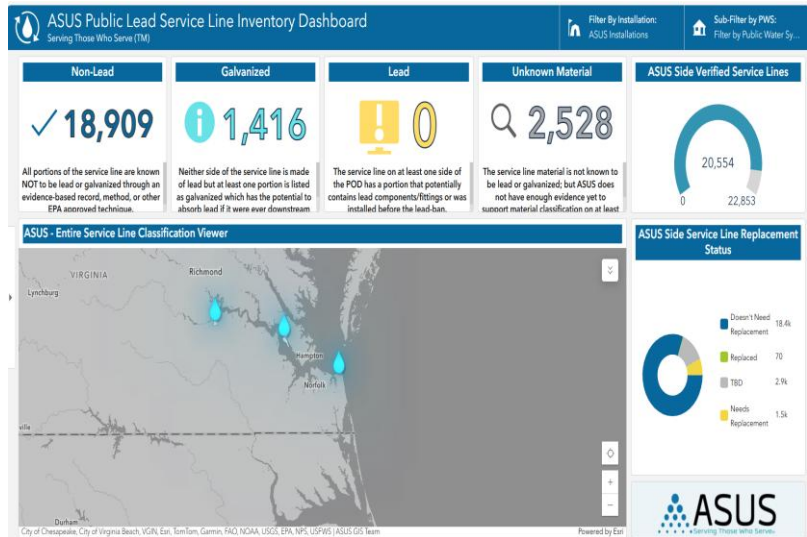 ASUS Public Lead Service Line Inventory Dashboard
Serving Those Who Serve (TM)
Filter By Installation:
ASUS Installations
Sub-Filter by PWS:
Filter by Public Water Sy...
Non-Lead
18,909
All portions of the service line are known
NOT to be lead or galvanized through an
evidence-based record, method, or other
EPA approved technique.
Galvanized
1,416
Neither side of the service line is made
of lead but at least one portion is listed
as galvanized which has the potential to
absorb lead if it were ever downstream
Lead
0
The service line on at least one side of
the POD has a portion that potentially
contains lead components/fittings or was
installed before the lead-ban.
Unknown Material
2,528
The service line material is not known to
be lead or galvanized; but ASUS does
not have enough evidence yet to
support material classification on at least
ASUS Side Verified Service Lines
20,554
0
22,853
ASUS - Entire Service Line Classification Viewer
VIRGINIA
Richmond
Lynchburg
Hampton
Norfolk
ville
Durham
City of Chesapeake, City of Virginia Beach, VGIN, Esri, TomTom, Garmin, FAO, NOAA, USGS, EPA, NPS, USFWS | ASUS GIS Team
Powered by Esri
ASUS Side Service Line Replacement
Status
Doesn't Need
Replacement
18.4k
Replaced
70
TBD
2.9k
Needs
Replacement
1.5k
ASUS
Serving Those Who Serve